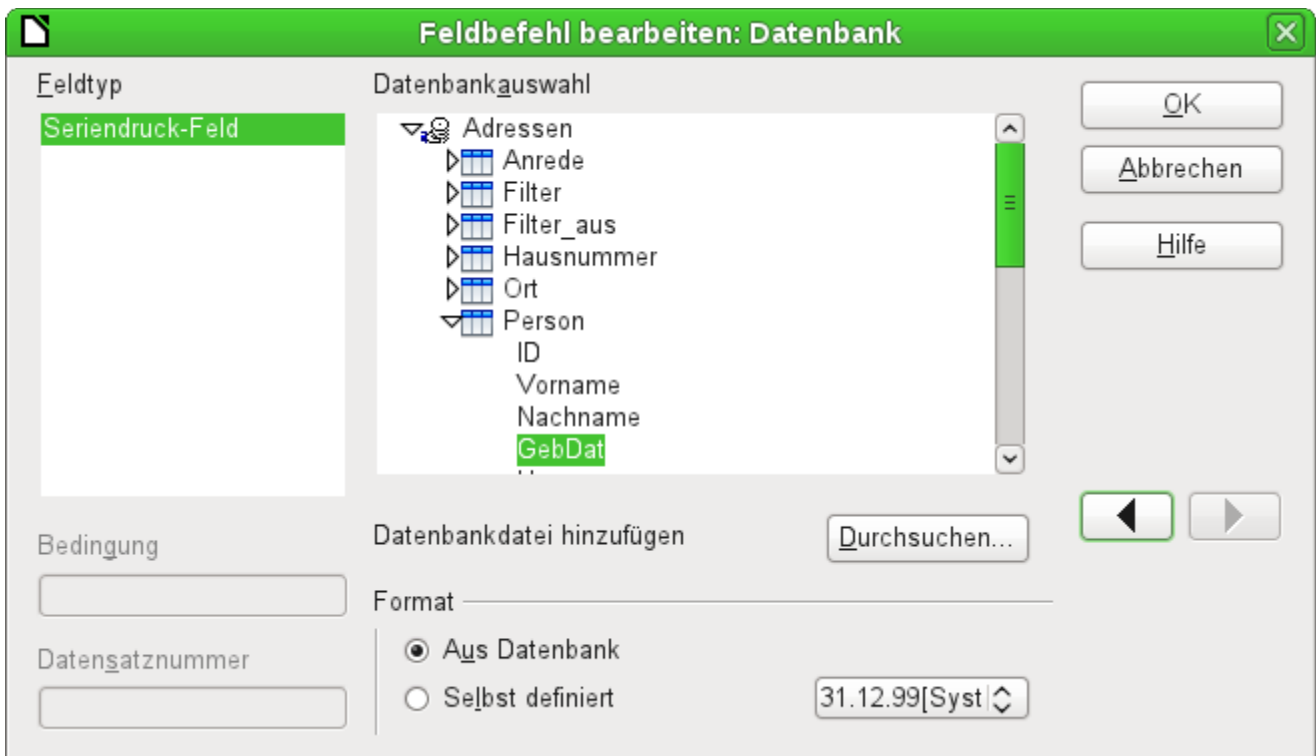 Feldbefehl bearbeiten: Datenbank
Feldtyp
Seriendruck-Feld
Datenbankauswahl
Adressen
Anrede
Filter
Filter_aus
Hausnummer
Ort
Person
ID
Vorname
Nachname
GebDat
OK
Abbrechen
Hilfe
Bedingung
Datensatznummer
Datenbankdatei hinzufügen
Durchsuchen...
Format
Aus Datenbank
Selbst definiert
31.12.99[Syst